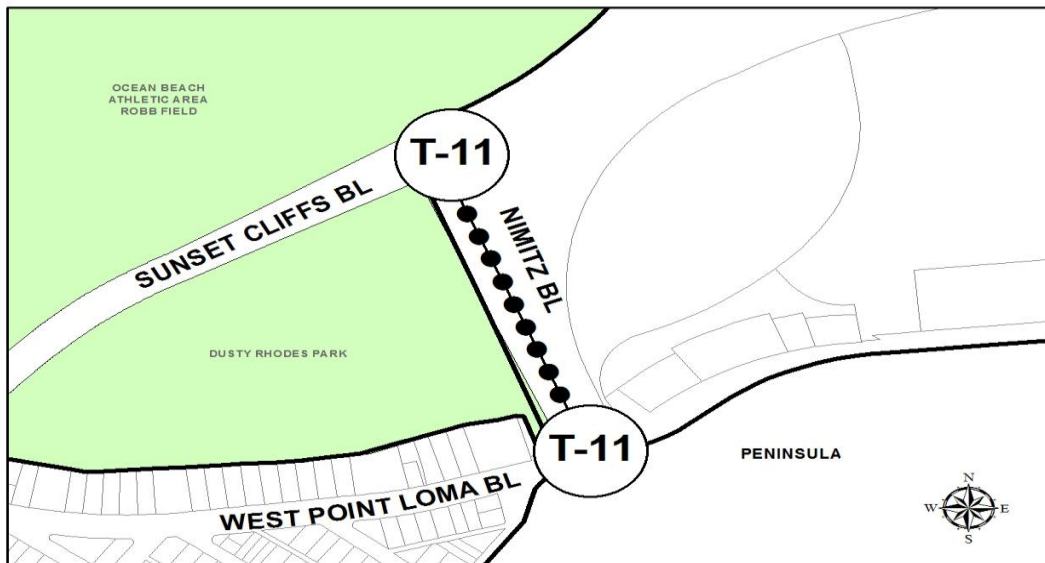 OCEAN BEACH
ATHLETIC AREA
ROBB FIELD
T-11
SUNSET CLIFFS BL
NIMITZ BL
DUSTY RHODES PARK
T-11
PENINSULA
WEST POINT LOMA BL
N
W E
S